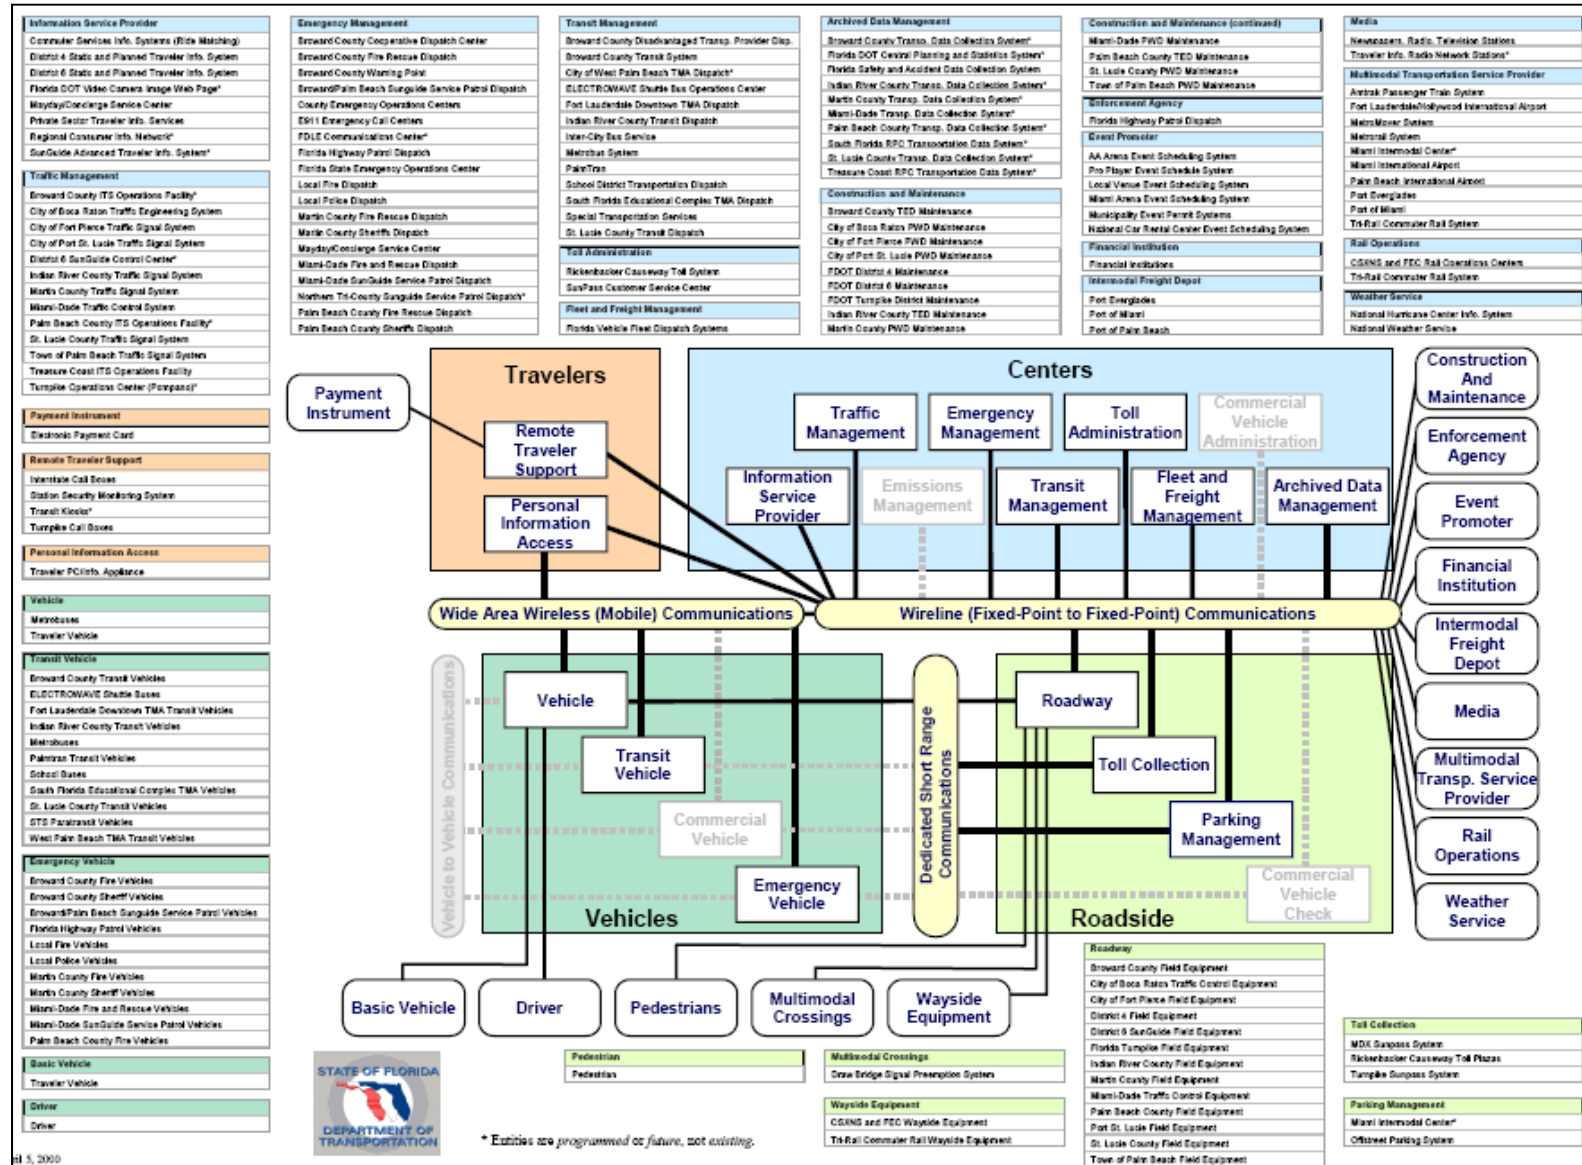 Information Service Provider
Commuter Services Info. Systems (Ride Matching)
District 4 Static and Planned Traveler Info. System
District 6 Static and Planned Traveler Info. System
Florida DOT Video Camera Image Web Page*
Mayday/Concierge Service Center
Private Sector Traveler Info. Services
Regional Consumer Info. Network*
SunGuide Advanced Traveler Info. System*
Traffic Management
Broward County ITS Operations Facility*
City of Boca Raton Traffic Engineering System
City of Fort Pierce Traffic Signal System
City of Port St. Lucie Traffic Signal System
District 6 SunGuide Control Center*
Indian River County Traffic Signal System
Martin County Traffic Signal System
Miami-Dade Traffic Control System
Palm Beach County ITS Operations Facility*
St. Lucie County Traffic Signal System
Town of Palm Beach Traffic Signal System
Treasure Coast ITS Operations Facility
Turnpike Operations Center (Pompano)*
Payment Instrument
Electronic Payment Card
Remote Traveler Support
Interstate Call Boxes
Station Security Monitoring System
Transit Kiosks*
Turnpike Call Boxes
Personal Information Access
Traveler PC/Info. Appliance
Vehicle
Metrobuses
Traveler Vehicle
Transit Vehicle
Broward County Transit Vehicles
ELECTROWAVE Shuttle Buses
Fort Lauderdale Downtown TMA Transit Vehicles
Indian River County Transit Vehicles
Metrobuses
Palmtran Transit Vehicles
School Buses
South Florida Educational Complex TMA Vehicles
St. Lucie County Transit Vehicles
STS Paratransit Vehicles
West Palm Beach TMA Transit Vehicles
Emergency Vehicle
Broward County Fire Vehicles
Broward County Sheriff Vehicles
Broward/Palm Beach Sunguide Service Patrol Vehicles
Florida Highway Patrol Vehicles
Local Fire Vehicles
Local Police Vehicles
Martin County Fire Vehicles
Martin County Sheriff Vehicles
Miami-Dade Fire and Rescue Vehicles
Miami-Dade SunGuide Service Patrol Vehicles
Palm Beach County Fire Vehicles
Basic Vehicle
Traveler Vehicle
Driver
Driver
Emergency Management
Broward County Cooperative Dispatch Center
Broward County Fire Rescue Dispatch
Broward County Warning Point
Broward/Palm Beach Sunguide Service Patrol Dispatch
County Emergency Operations Centers
E911 Emergency Call Centers
FDLE Communications Center*
Florida Highway Patrol Dispatch
Florida State Emergency Operations Center
Local Fire Dispatch
Local Police Dispatch
Martin County Fire Rescue Dispatch
Martin County Sheriffs Dispatch
Mayday/Concierge Service Center
Miami-Dade Fire and Rescue Dispatch
Miami-Dade SunGuide Service Patrol Dispatch
Northern Tri-County Sunguide Service Patrol Dispatch*
Palm Beach County Fire Rescue Dispatch
Palm Beach County Sheriffs Dispatch
Transit Management
Broward County Disadvantaged Transp. Provider Disp.
Broward County Transit System
City of West Palm Beach TMA Dispatch*
ELECTROWAVE Shuttle Bus Operations Center
Fort Lauderdale Downtown TMA Dispatch
Indian River County Transit Dispatch
Inter-City Bus Service
Metrobus System
PalmTran
School District Transportation Dispatch
South Florida Educational Complex TMA Dispatch
Special Transportation Services
St. Lucie County Transit Dispatch
Toll Administration
Rickenbacker Causeway Toll System
SunPass Customer Service Center
Fleet and Freight Management
Florida Vehicle Fleet Dispatch Systems
Archived Data Management
Broward County Transp. Data Collection System*
Florida DOT Central Planning and Statistics System*
Florida Safety and Accident Data Collection System
Indian River County Transp. Data Collection System*
Martin County Transp. Data Collection System*
Miami-Dade Transp. Data Collection System*
Palm Beach County Transp. Data Collection System*
South Florida RPC Transportation Data System*
St. Lucie County Transp. Data Collection System*
Treasure Coast RPC Transportation Data System*
Construction and Maintenance
Broward County TED Maintenance
City of Boca Raton PWD Maintenance
City of Fort Pierce PWD Maintenance
City of Port St. Lucie PWD Maintenance
FDOT District 4 Maintenance
FDOT District 6 Maintenance
FDOT Turnpike District Maintenance
Indian River County TED Maintenance
Martin County PWD Maintenance
Construction and Maintenance (continued)
Miami-Dade PWD Maintenance
Palm Beach County TED Maintenance
St. Lucie County PWD Maintenance
Town of Palm Beach PWD Maintenance
Enforcement Agency
Florida Highway Patrol Dispatch
Event Promoter
AA Arena Event Scheduling System
Pro Player Event Schedule System
Local Venue Event Scheduling System
Miami Arena Event Scheduling System
Municipality Event Permit Systems
National Car Rental Center Event Scheduling System
Financial Institution
Financial Institutions
Intermodal Freight Depot
Port Everglades
Port of Miami
Port of Palm Beach
Media
Newspapers, Radio, Television Stations
Traveler Info. Radio Network Stations*
Multimodal Transportation Service Provider
Amtrak Passenger Train System
Fort Lauderdale/Hollywood International Airport
MetroMover System
Metrorail System
Miami Intermodal Center*
Miami International Airport
Palm Beach International Airport
Port Everglades
Port of Miami
Tri-Rail Commuter Rail System
Rail Operations
CSX/NS and FEC Rail Operations Centers
Tri-Rail Commuter Rail System
Weather Service
National Hurricane Center Info. System
National Weather Service
Payment
Instrument
Travelers
Remote
Traveler
Support
Personal
Information
Access
Centers
Traffic
Management
Emergency
Management
Toll
Administration
Commercial
Vehicle
Administration
Information
Service
Provider
Emissions
Management
Transit
Management
Fleet and
Freight
Management
Archived Data
Management
Wide Area Wireless (Mobile) Communications
Wireline (Fixed-Point to Fixed-Point) Communications
Vehicle to Vehicle Communications
Vehicle
Transit
Vehicle
Commercial
Vehicle
Emergency
Vehicle
Vehicles
Dedicated Short Range
Communications
Roadway
Toll Collection
Parking
Management
Commercial
Vehicle
Check
Roadside
Construction
And
Maintenance
Enforcement
Agency
Event
Promoter
Financial
Institution
Intermodal
Freight
Depot
Media
Multimodal
Transp. Service
Provider
Rail
Operations
Weather
Service
Basic Vehicle
Driver
Pedestrians
Multimodal
Crossings
Wayside
Equipment
STATE OF FLORIDA
DEPARTMENT OF
TRANSPORTATION
Pedestrian
Pedestrian
* Entities are programmed or future, not existing.
Multimodal Crossings
Draw Bridge Signal Preemption System
Wayside Equipment
CSX/NS and FEC Wayside Equipment
Tri-Rail Commuter Rail Wayside Equipment
Roadway
Broward County Field Equipment
City of Boca Raton Traffic Control Equipment
City of Fort Pierce Field Equipment
District 4 Field Equipment
District 6 SunGuide Field Equipment
Florida Turnpike Field Equipment
Indian River County Field Equipment
Martin County Field Equipment
Miami-Dade Traffic Control Equipment
Palm Beach County Field Equipment
Port St. Lucie Field Equipment
St. Lucie County Field Equipment
Town of Palm Beach Field Equipment
Toll Collection
MDX Sunpass System
Rickenbacker Causeway Toll Plazas
Turnpike Sunpass System
Parking Management
Miami Intermodal Center*
Offstreet Parking System
il 5, 2000